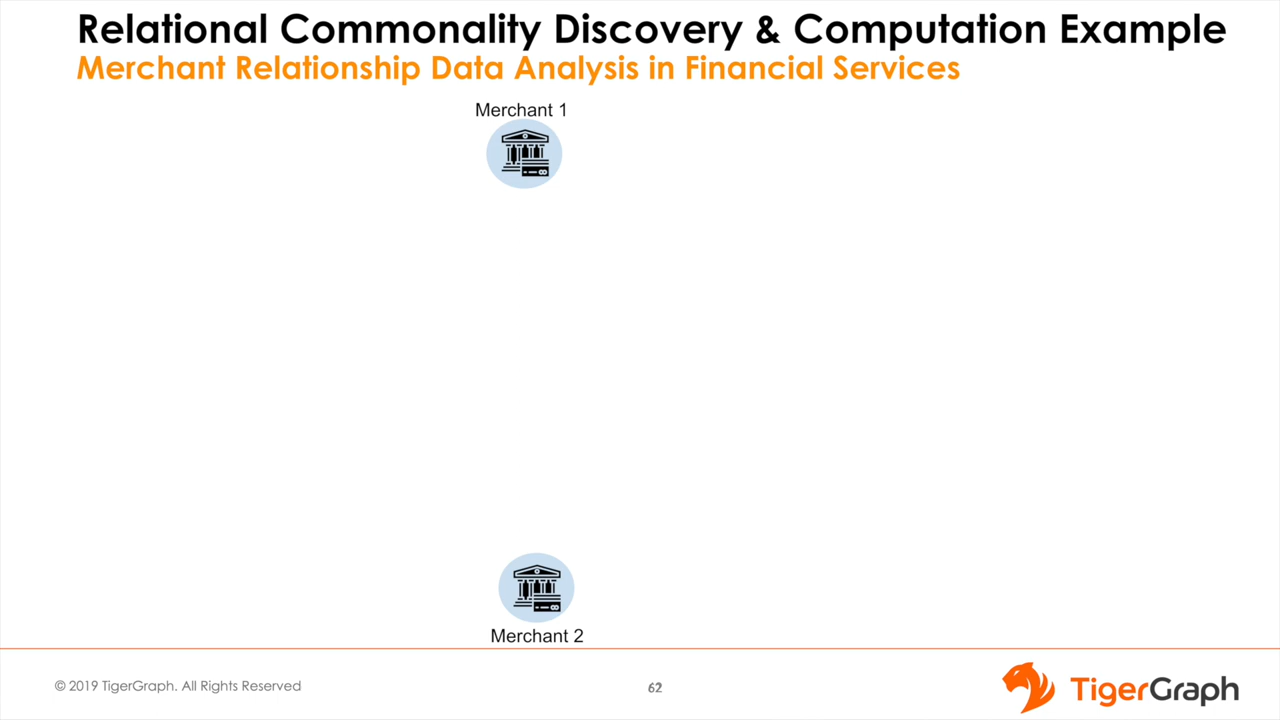 Relational Commonality Discovery & Computation Example
Merchant Relationship Data Analysis in Financial Services
Merchant 1
Merchant 2
© 2019 TigerGraph. All Rights Reserved
62
TigerGraph